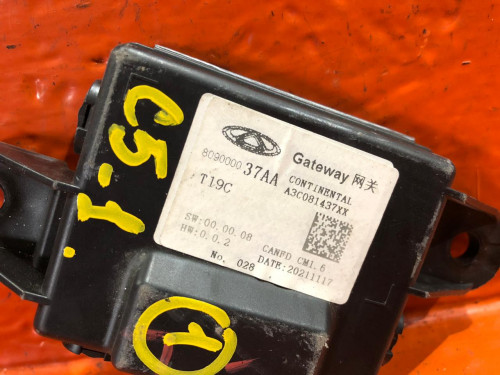 C5-1.
Gateway 网关
809000037AA
CONTINENTAL
A3C081437XX
T19C
SW:00.00.08
HW:0.0.2
CANFD CM1.6
DATE:20211117
No. 028
1